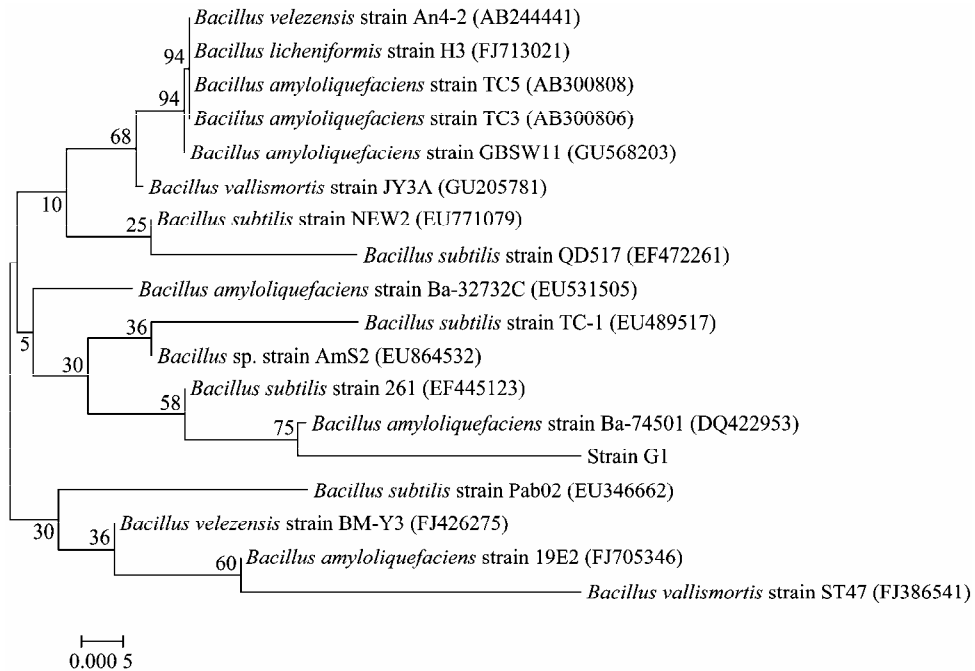 Bacillus velezensis strain An4-2 (AB244441)
94
Bacillus licheniformis strain H3 (FJ713021)
Bacillus amyloliquefaciens strain TC5 (AB300808)
94
Bacillus amyloliquefaciens strain TC3 (AB300806)
68
Bacillus amyloliquefaciens strain GBSW11 (GU568203)
Bacillus vallismortis strain JY3A (GU205781)
10
25 Bacillus subtilis strain NEW2 (EU771079)
Bacillus subtilis strain QD517 (EF472261)
Bacillus amyloliquefaciens strain Ba-32732C (EU531505)
36 Bacillus subtilis strain TC-1 (EU489517)
5
30 Bacillus sp. strain AmS2 (EU864532)
Bacillus subtilis strain 261 (EF445123)
58
75 Bacillus amyloliquefaciens strain Ba-74501 (DQ422953)
Strain G1
Bacillus subtilis strain Pab02 (EU346662)
30
36 Bacillus velezensis strain BM-Y3 (FJ426275)
60 Bacillus amyloliquefaciens strain 19E2 (FJ705346)
Bacillus vallismortis strain ST47 (FJ386541)
0.000 5